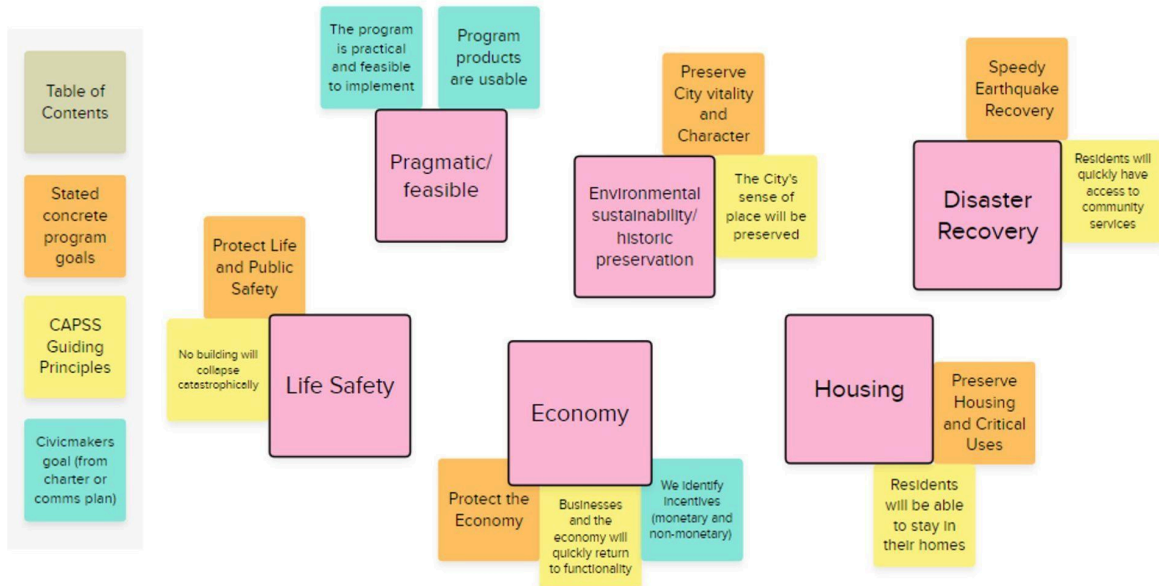 Table of
Contents
Stated
concrete
program
goals
CAPSS
Guiding
Principles
Civicmakers
goal (from
charter or
comms plan)
The program
is practical
and feasible
to implement
Program
products
are usable
Pragmatic/
feasible
Preserve
City vitality
and
Character
The City's
sense of
place will be
preserved
Environmental
sustainability/
historic
preservation
Speedy
Earthquake
Recovery
Residents will
quickly have
access to
community
services
Disaster
Recovery
Protect Life
and Public
Safety
No building will
collapse
catastrophically
Life Safety
Economy
Protect the
Economy
Businesses
and the
economy will
quickly return
to functionality
We identify
incentives
(monetary and
non-monetary)
Housing
Preserve
Housing
and Critical
Uses
Residents
will be able
to stay in
their homes